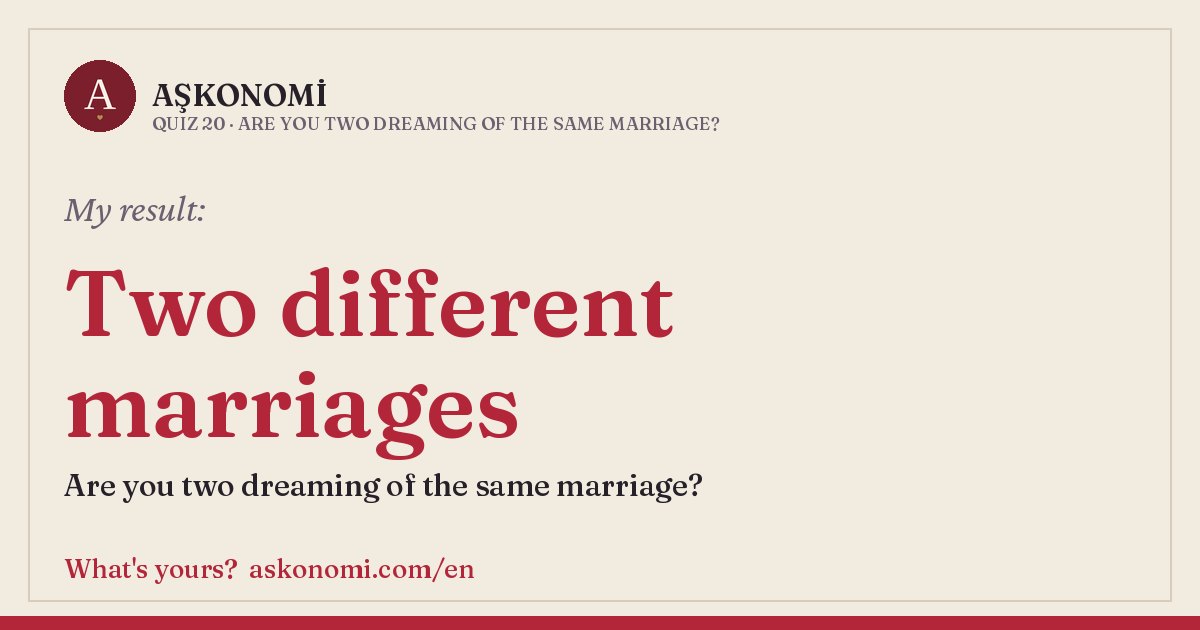 A
AŞKONOMİ
QUIZ 20 · ARE YOU TWO DREAMING OF THE SAME MARRIAGE?
My result:
Two different
marriages
Are you two dreaming of the same marriage?
What's yours? askonomi.com/en